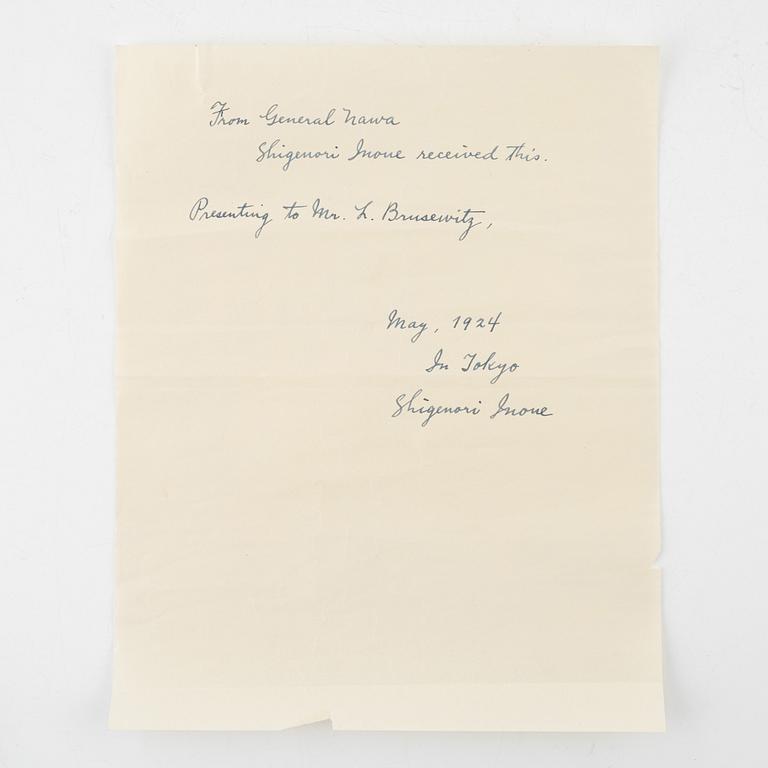 From General Nawa
Shigenori Inoue received this.
Presenting to Mr. L. Brusewitz,
May, 1924
In Tokyo
Shigenori Inoue